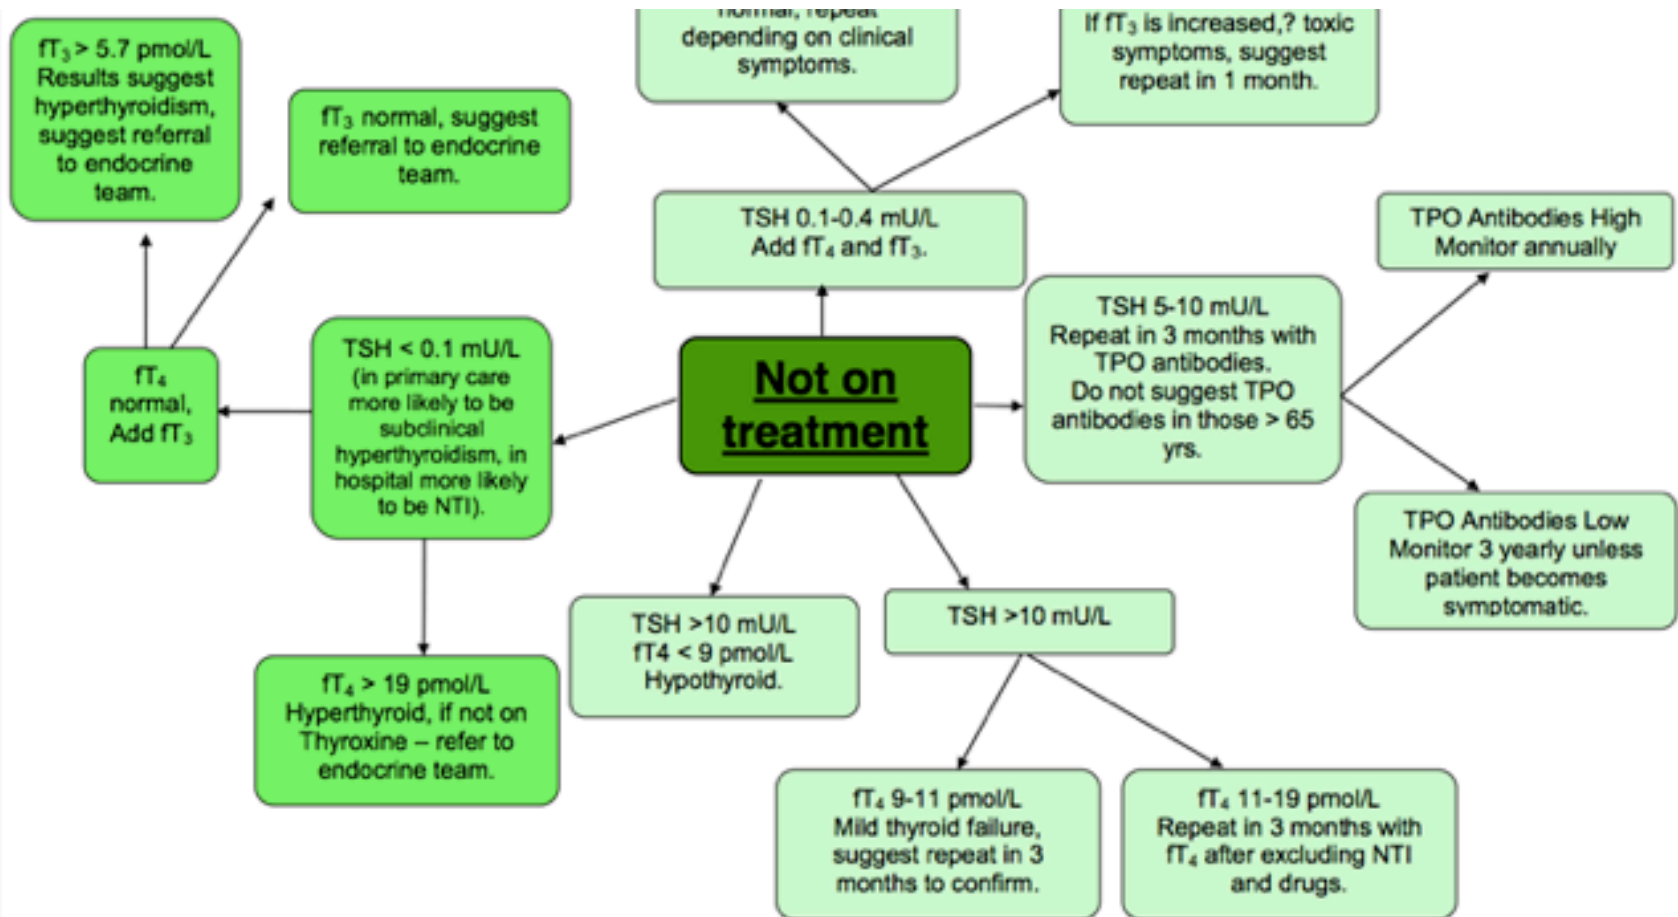 fT₃ > 5.7 pmol/L
Results suggest
hyperthyroidism,
suggest referral
to endocrine
team.
fT₃ normal, suggest
referral to endocrine
team.
normal, repeat
depending on clinical
symptoms.
If fT₃ is increased,? toxic
symptoms, suggest
repeat in 1 month.
TSH 0.1-0.4 mU/L
Add fT₄ and fT₃.
TPO Antibodies High
Monitor annually
TSH 5-10 mU/L
Repeat in 3 months with
TPO antibodies.
Do not suggest TPO
antibodies in those > 65
yrs.
fT₄
normal,
Add fT₃
TSH < 0.1 mU/L
(in primary care
more likely to be
subclinical
hyperthyroidism, in
hospital more likely
to be NTI).
Not on
treatment
TPO Antibodies Low
Monitor 3 yearly unless
patient becomes
symptomatic.
TSH >10 mU/L
fT4 < 9 pmol/L
Hypothyroid.
TSH >10 mU/L
fT₄ > 19 pmol/L
Hyperthyroid, if not on
Thyroxine – refer to
endocrine team.
fT₄ 9-11 pmol/L
Mild thyroid failure,
suggest repeat in 3
months to confirm.
fT₄ 11-19 pmol/L
Repeat in 3 months with
fT₄ after excluding NTI
and drugs.